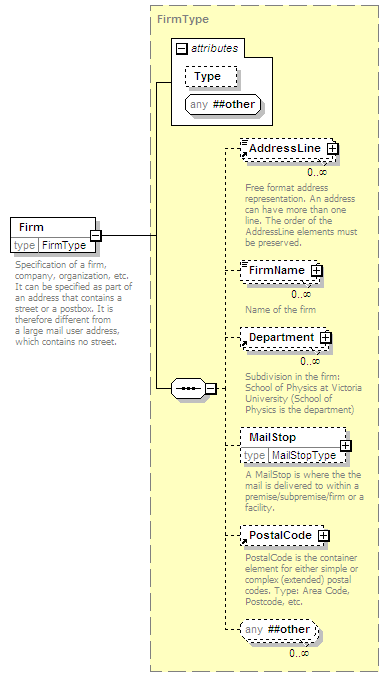 FirmType
attributes
Type
any ##other
AddressLine
0..∞
Free format address
representation. An address
can have more than one
line. The order of the
AddressLine elements must
be preserved.
Firm
type FirmType
Specification of a firm,
company, organization, etc.
It can be specified as part of
an address that contains a
street or a postbox. It is
therefore different from
a large mail user address,
which contains no street.
FirmName
0..∞
Name of the firm
Department
0..∞
Subdivision in the firm:
School of Physics at Victoria
University (School of
Physics is the department)
MailStop
type MailStopType
A MailStop is where the the
mail is delivered to within a
premise/subpremise/firm or a
facility.
PostalCode
PostalCode is the container
element for either simple or
complex (extended) postal
codes. Type: Area Code,
Postcode, etc.
any ##other
0..∞